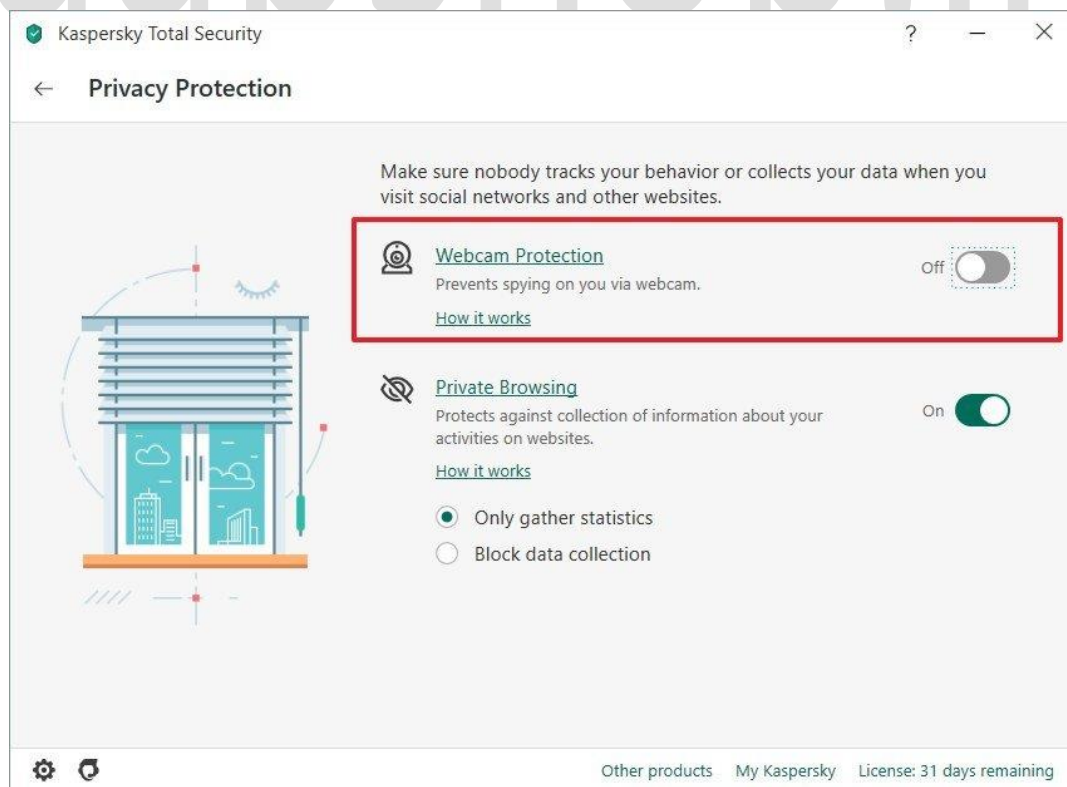 Kaspersky Total Security
?
Privacy Protection
Make sure nobody tracks your behavior or collects your data when you
visit social networks and other websites.
Webcam Protection
Off
Prevents spying on you via webcam.
How it works
Private Browsing
On
Protects against collection of information about your
activities on websites.
How it works
Only gather statistics
Block data collection
Other products My Kaspersky License: 31 days remaining